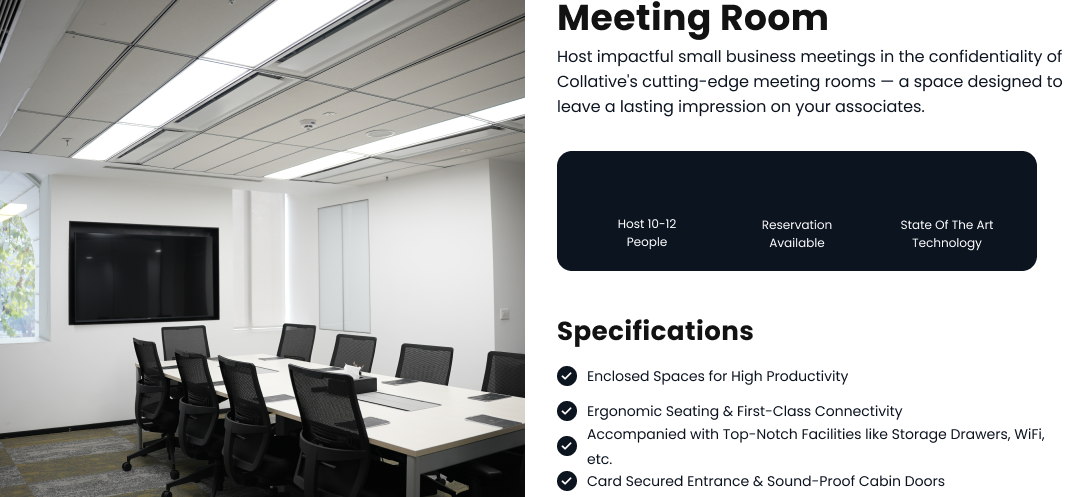 Meeting Room
Host impactful small business meetings in the confidentiality of
Collative's cutting-edge meeting rooms — a space designed to
leave a lasting impression on your associates.
Host 10-12
People
Reservation
Available
State Of The Art
Technology
Specifications
Enclosed Spaces for High Productivity
Ergonomic Seating & First-Class Connectivity
Accompanied with Top-Notch Facilities like Storage Drawers, WiFi,
etc.
Card Secured Entrance & Sound-Proof Cabin Doors